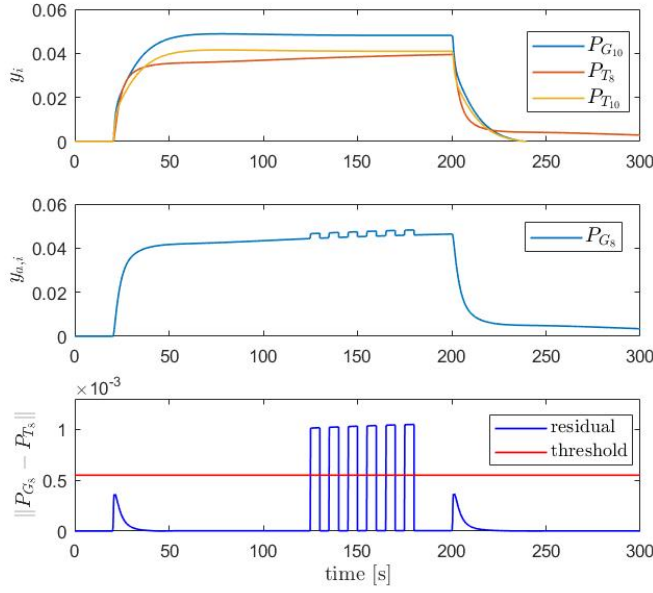 0.06
0.04
0.02
0
y_i
P_{G_{10}}
P_{T_8}
P_{T_{10}}
0 50 100 150 200 250 300
0.06
0.04
0.02
0
y_{a,i}
P_{G_8}
0 50 100 150 200 250 300
×10^{-3}
1
0.5
0
||P_{G_8} − P_{T_8}||
residual
threshold
0 50 100 150 200 250 300
time [s]